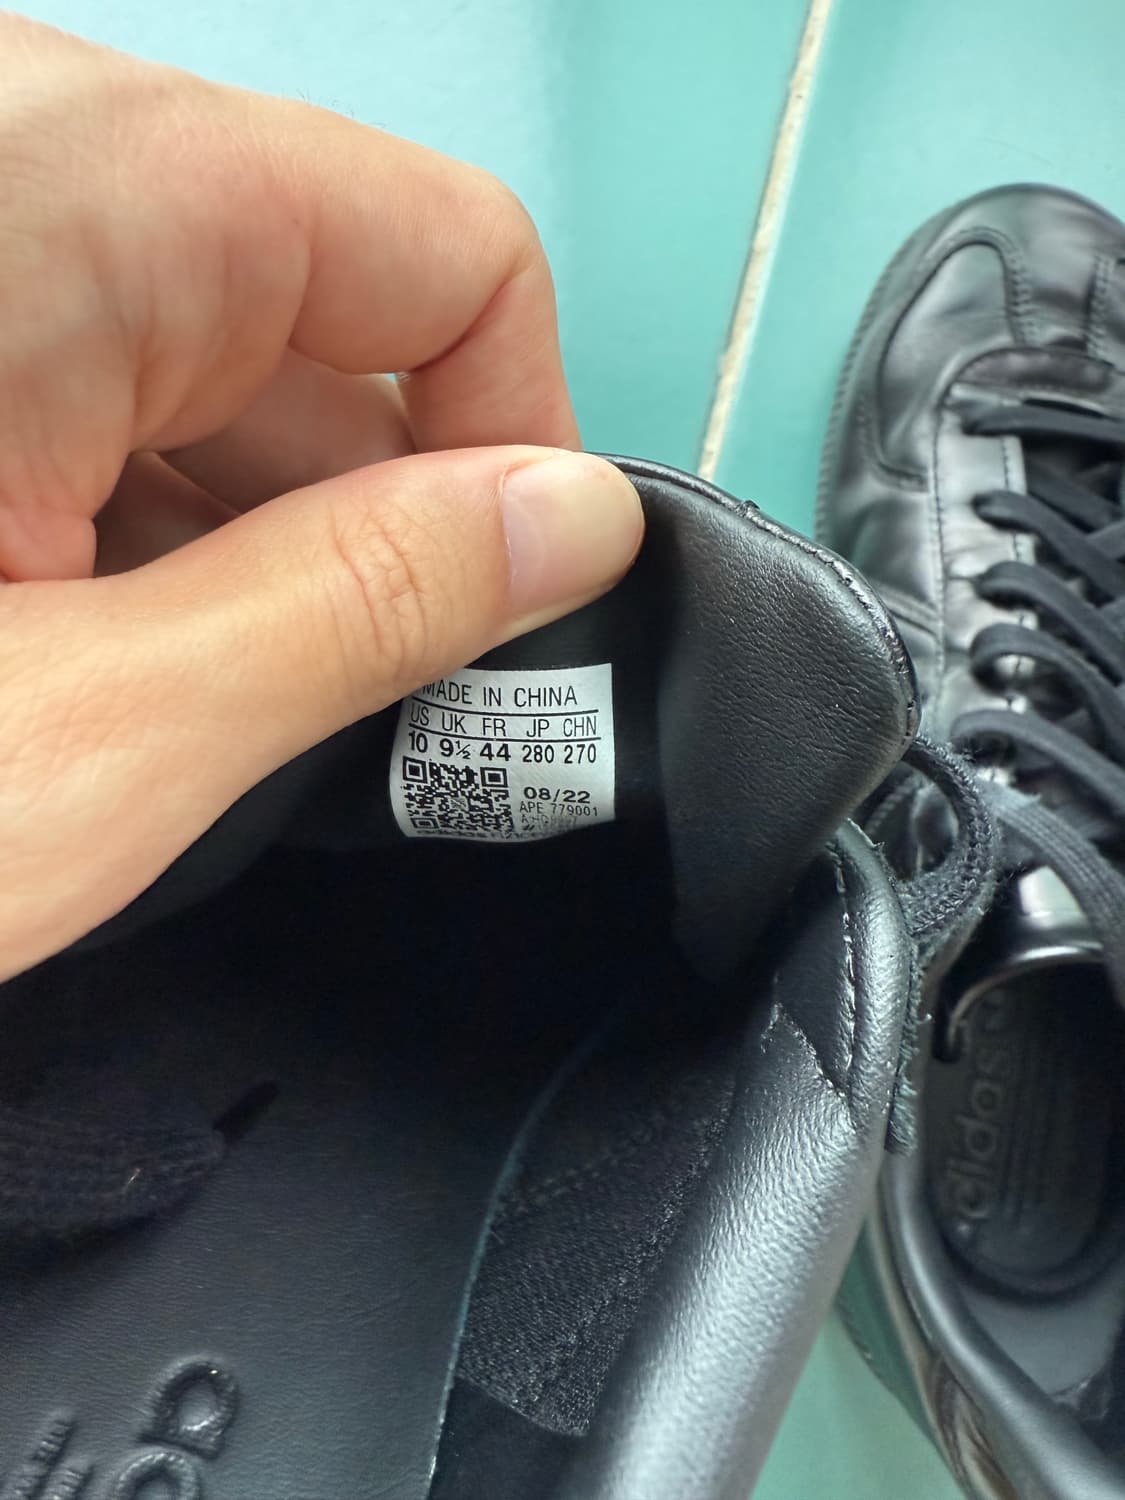 MADE IN CHINA
US UK FR JP CHN
10 9½ 44 280 270
08/22
APE 779001
adidas